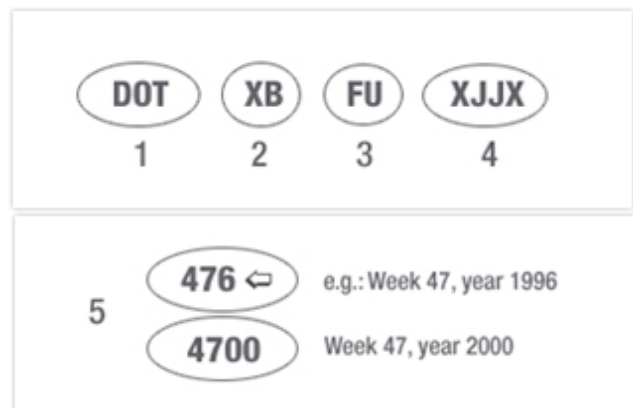 DOT XB FU XJJX
1 2 3 4
476 ⇦ e.g.: Week 47, year 1996
5
4700 Week 47, year 2000